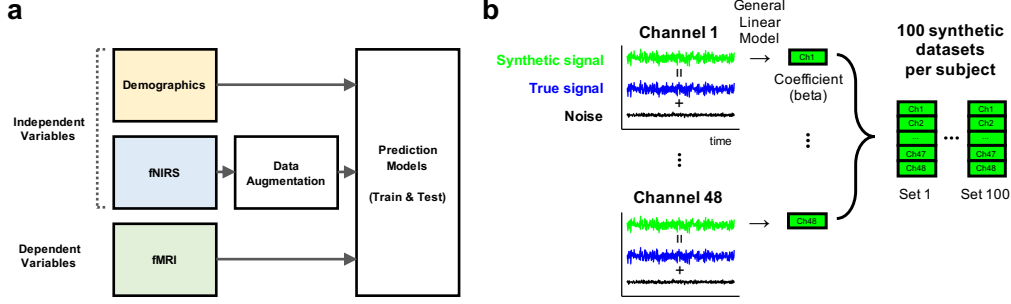 a
Independent
Variables
Demographics
fNIRS
Data
Augmentation
Prediction
Models
(Train & Test)
Dependent
Variables
fMRI
b
Channel 1
General
Linear
Model
Synthetic signal
=
True signal
+
Noise
time
Ch1
Coefficient
(beta)
...
...
Channel 48
=
+
Ch48
100 synthetic
datasets
per subject
Ch1
Ch2
...
Ch47
Ch48
Set 1
...
Ch1
Ch2
...
Ch47
Ch48
Set 100